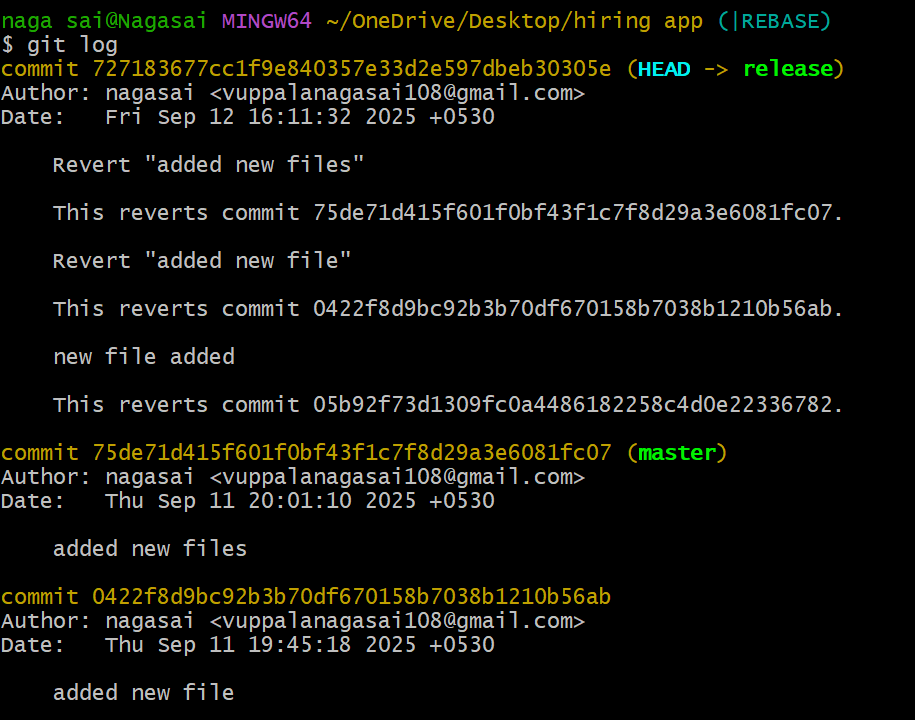 naga sai@Nagasai MINGW64 ~/OneDrive/Desktop/hiring app (|REBASE)
$ git log
commit 727183677cc1f9e840357e33d2e597dbeb30305e (HEAD -> release)
Author: nagasai <vuppalanagasai108@gmail.com>
Date:   Fri Sep 12 16:11:32 2025 +0530
    Revert "added new files"
    This reverts commit 75de71d415f601f0bf43f1c7f8d29a3e6081fc07.
    Revert "added new file"
    This reverts commit 0422f8d9bc92b3b70df670158b7038b1210b56ab.
    new file added
    This reverts commit 05b92f73d1309fc0a4486182258c4d0e22336782.
commit 75de71d415f601f0bf43f1c7f8d29a3e6081fc07 (master)
Author: nagasai <vuppalanagasai108@gmail.com>
Date:   Thu Sep 11 20:01:10 2025 +0530
    added new files
commit 0422f8d9bc92b3b70df670158b7038b1210b56ab
Author: nagasai <vuppalanagasai108@gmail.com>
Date:   Thu Sep 11 19:45:18 2025 +0530
    added new file